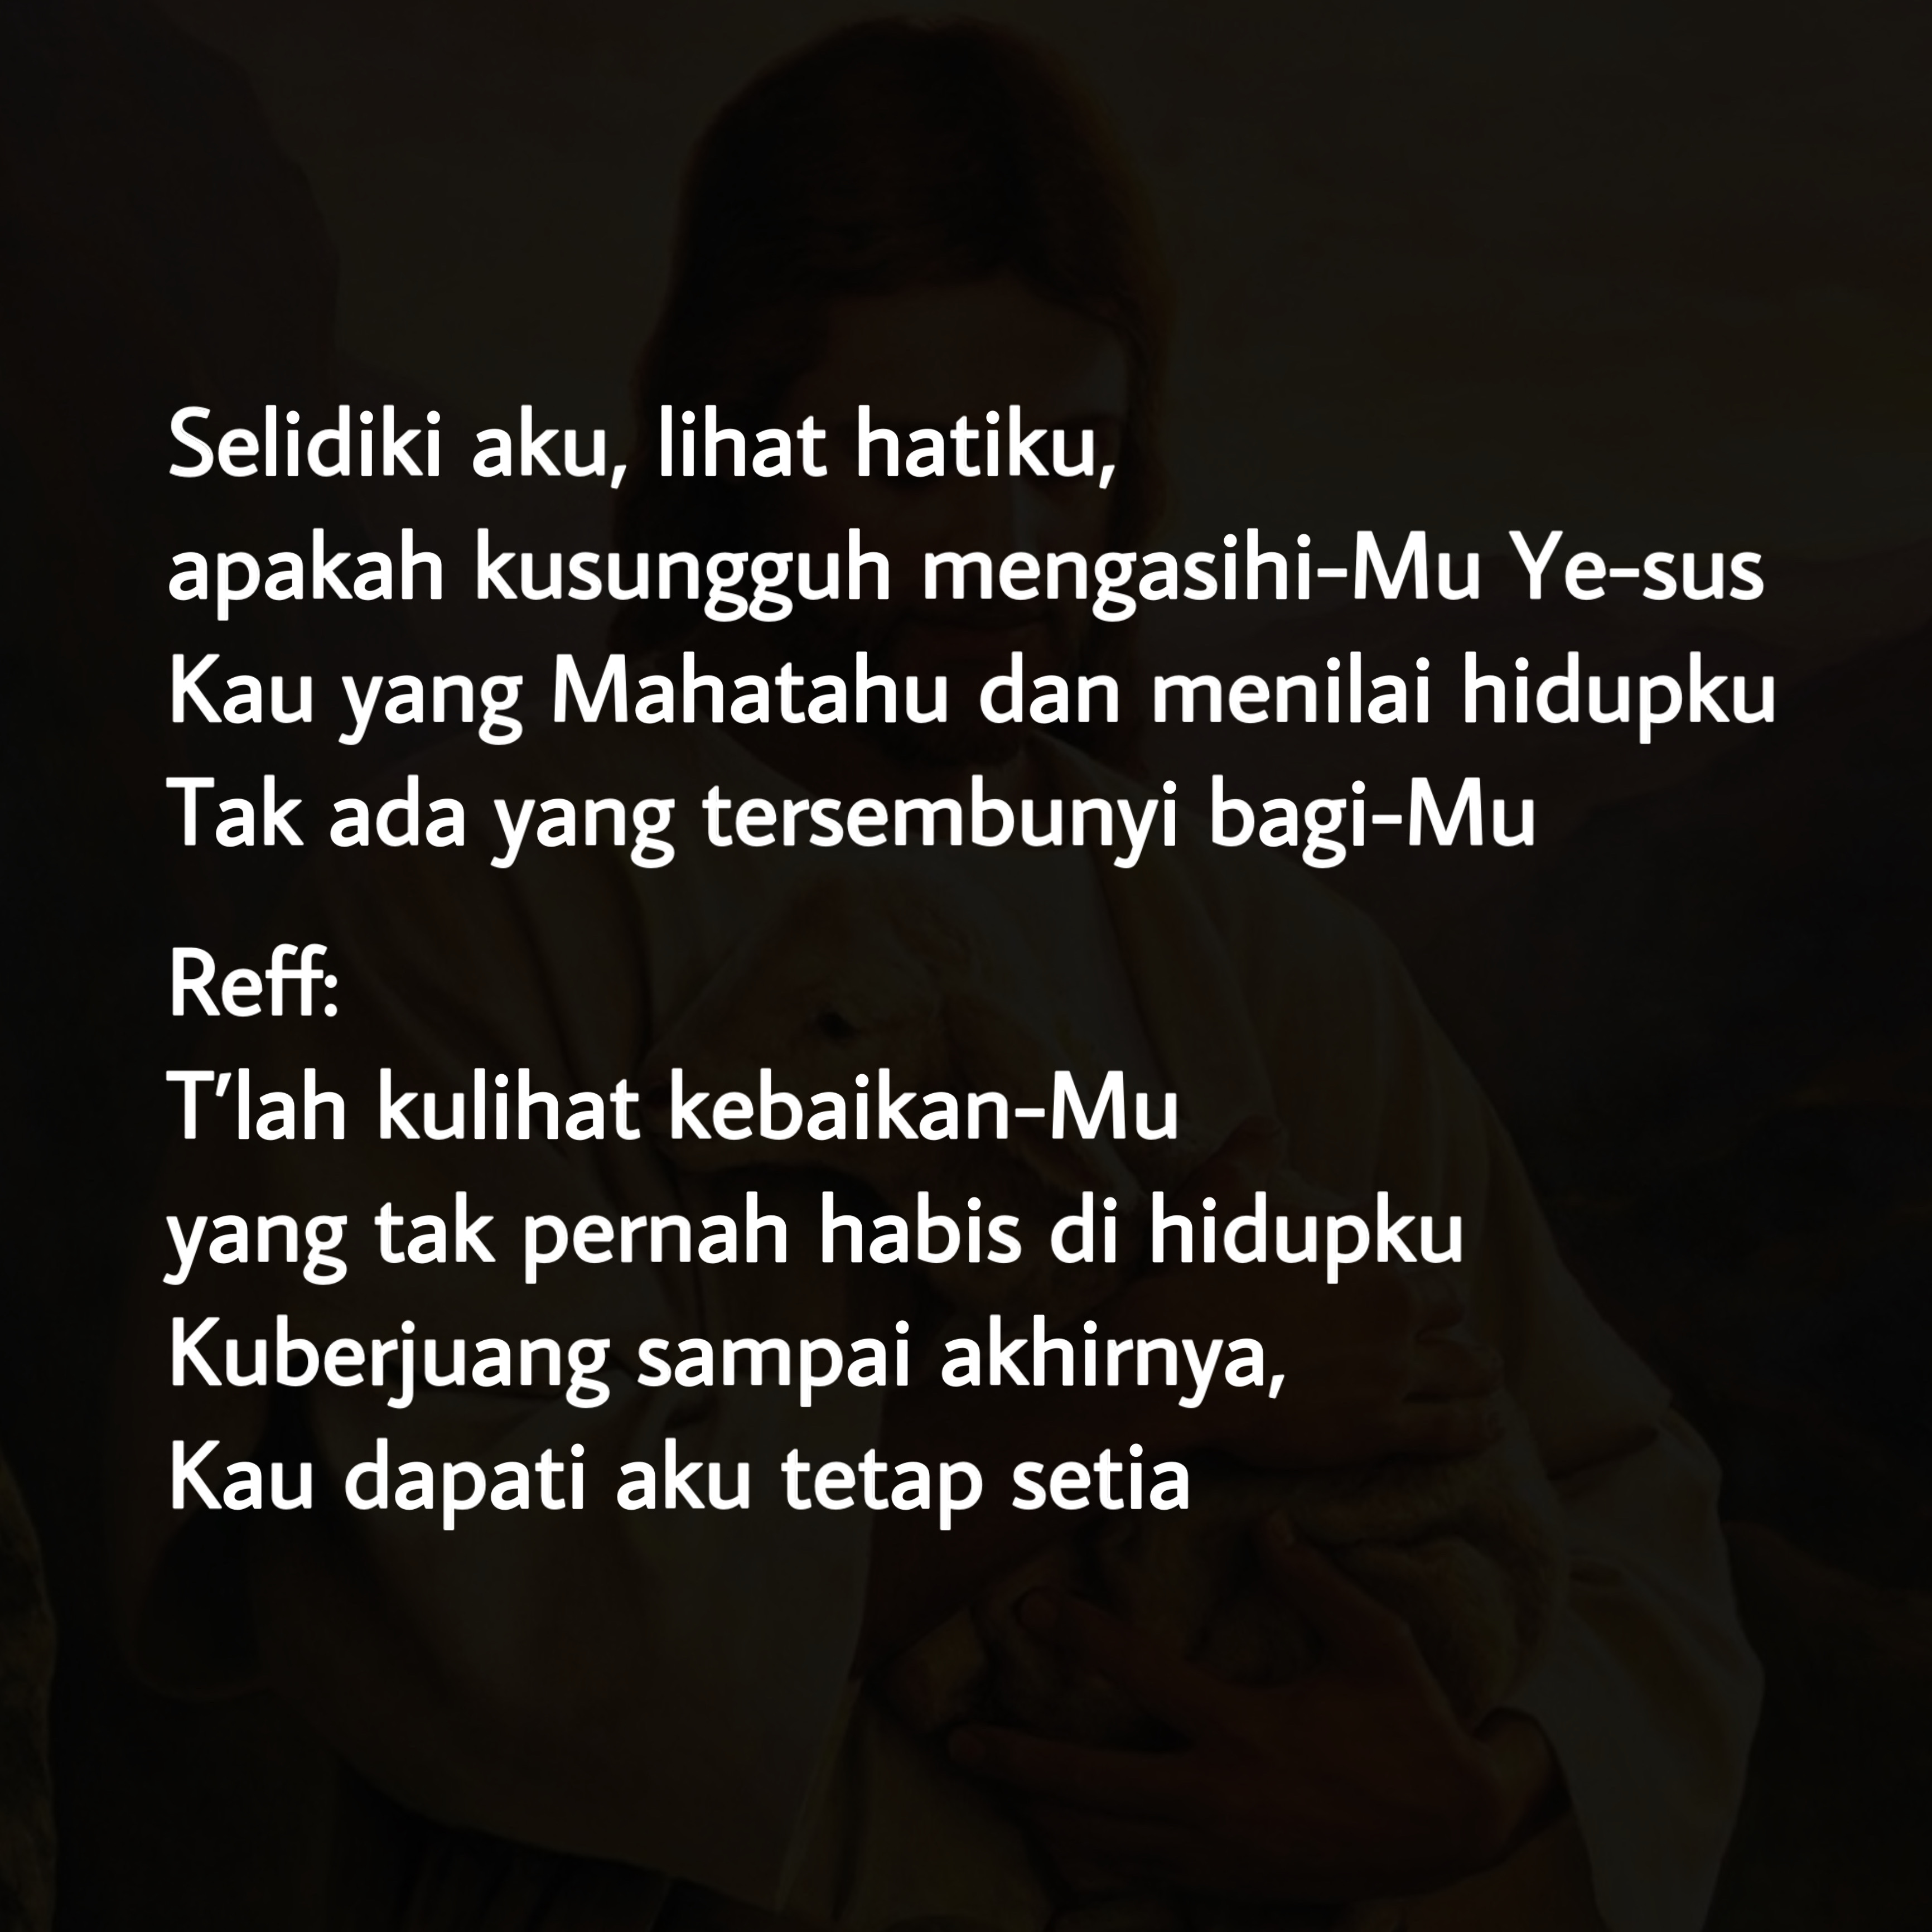 Selidiki aku, lihat hatiku,
apakah kusungguh mengasihi-Mu Ye-sus
Kau yang Mahatahu dan menilai hidupku
Tak ada yang tersembunyi bagi-Mu
Reff:
T'lah kulihat kebaikan-Mu
yang tak pernah habis di hidupku
Kuberjuang sampai akhirnya,
Kau dapati aku tetap setia